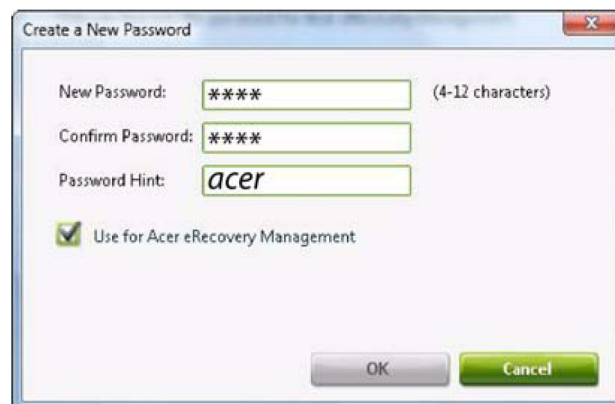 Create a New Password
New Password: **** (4-12 characters)
Confirm Password: ****
Password Hint: acer
Use for Acer eRecovery Management
OK Cancel